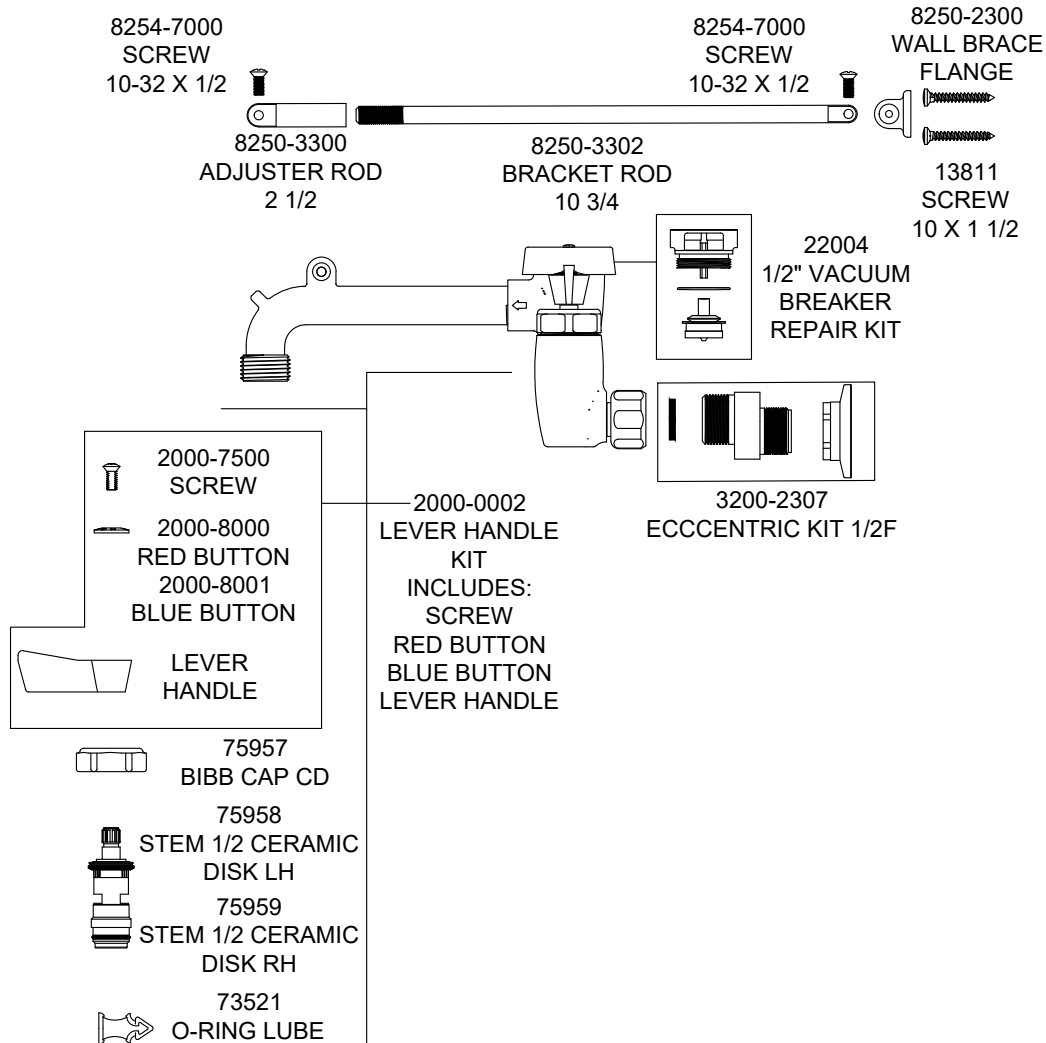 8254-7000
SCREW
10-32 X 1/2
8254-7000
SCREW
10-32 X 1/2
8250-2300
WALL BRACE
FLANGE
8250-3300
ADJUSTER ROD
2 1/2
8250-3302
BRACKET ROD
10 3/4
13811
SCREW
10 X 1 1/2
22004
1/2" VACUUM
BREAKER
REPAIR KIT
3200-2307
ECCCENTRIC KIT 1/2F
2000-7500
SCREW
2000-8000
RED BUTTON
2000-8001
BLUE BUTTON
LEVER
HANDLE
2000-0002
LEVER HANDLE
KIT
INCLUDES:
SCREW
RED BUTTON
BLUE BUTTON
LEVER HANDLE
75957
BIBB CAP CD
75958
STEM 1/2 CERAMIC
DISK LH
75959
STEM 1/2 CERAMIC
DISK RH
73521
O-RING LUBE